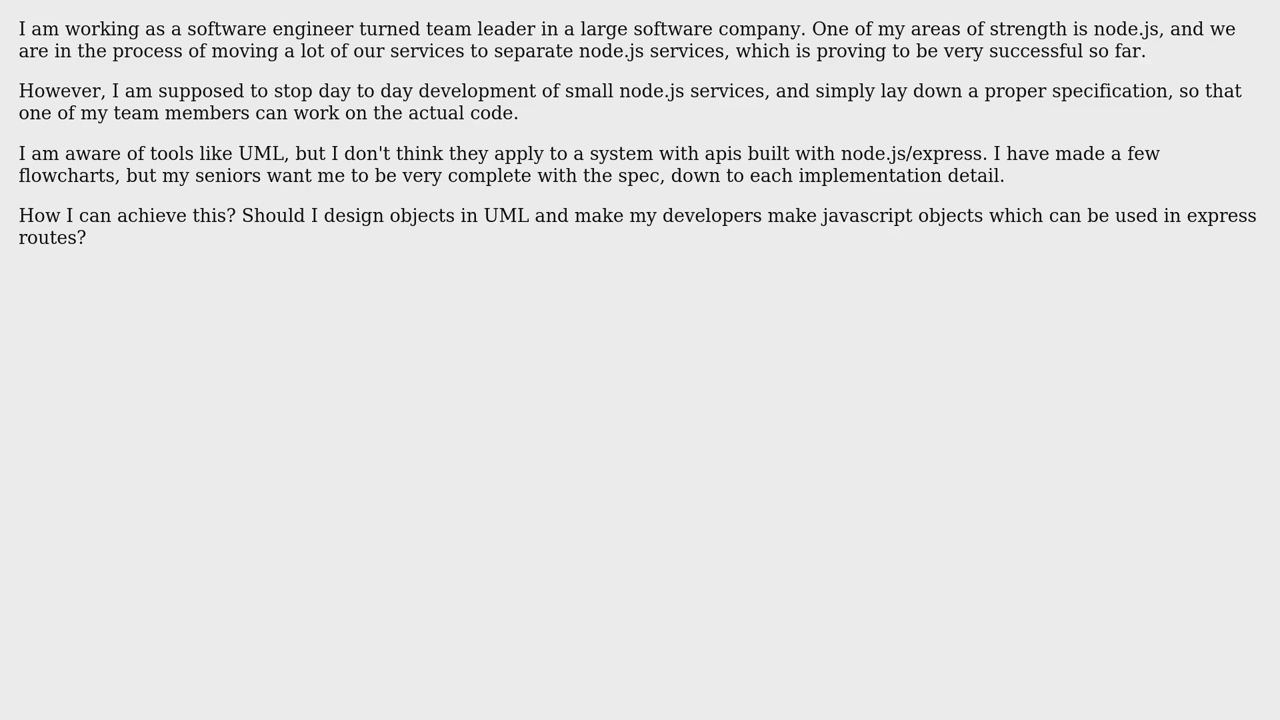 I am working as a software engineer turned team leader in a large software company. One of my areas of strength is node.js, and we
are in the process of moving a lot of our services to separate node.js services, which is proving to be very successful so far.
However, I am supposed to stop day to day development of small node.js services, and simply lay down a proper specification, so that
one of my team members can work on the actual code.
I am aware of tools like UML, but I don't think they apply to a system with apis built with node.js/express. I have made a few
flowcharts, but my seniors want me to be very complete with the spec, down to each implementation detail.
How I can achieve this? Should I design objects in UML and make my developers make javascript objects which can be used in express
routes?